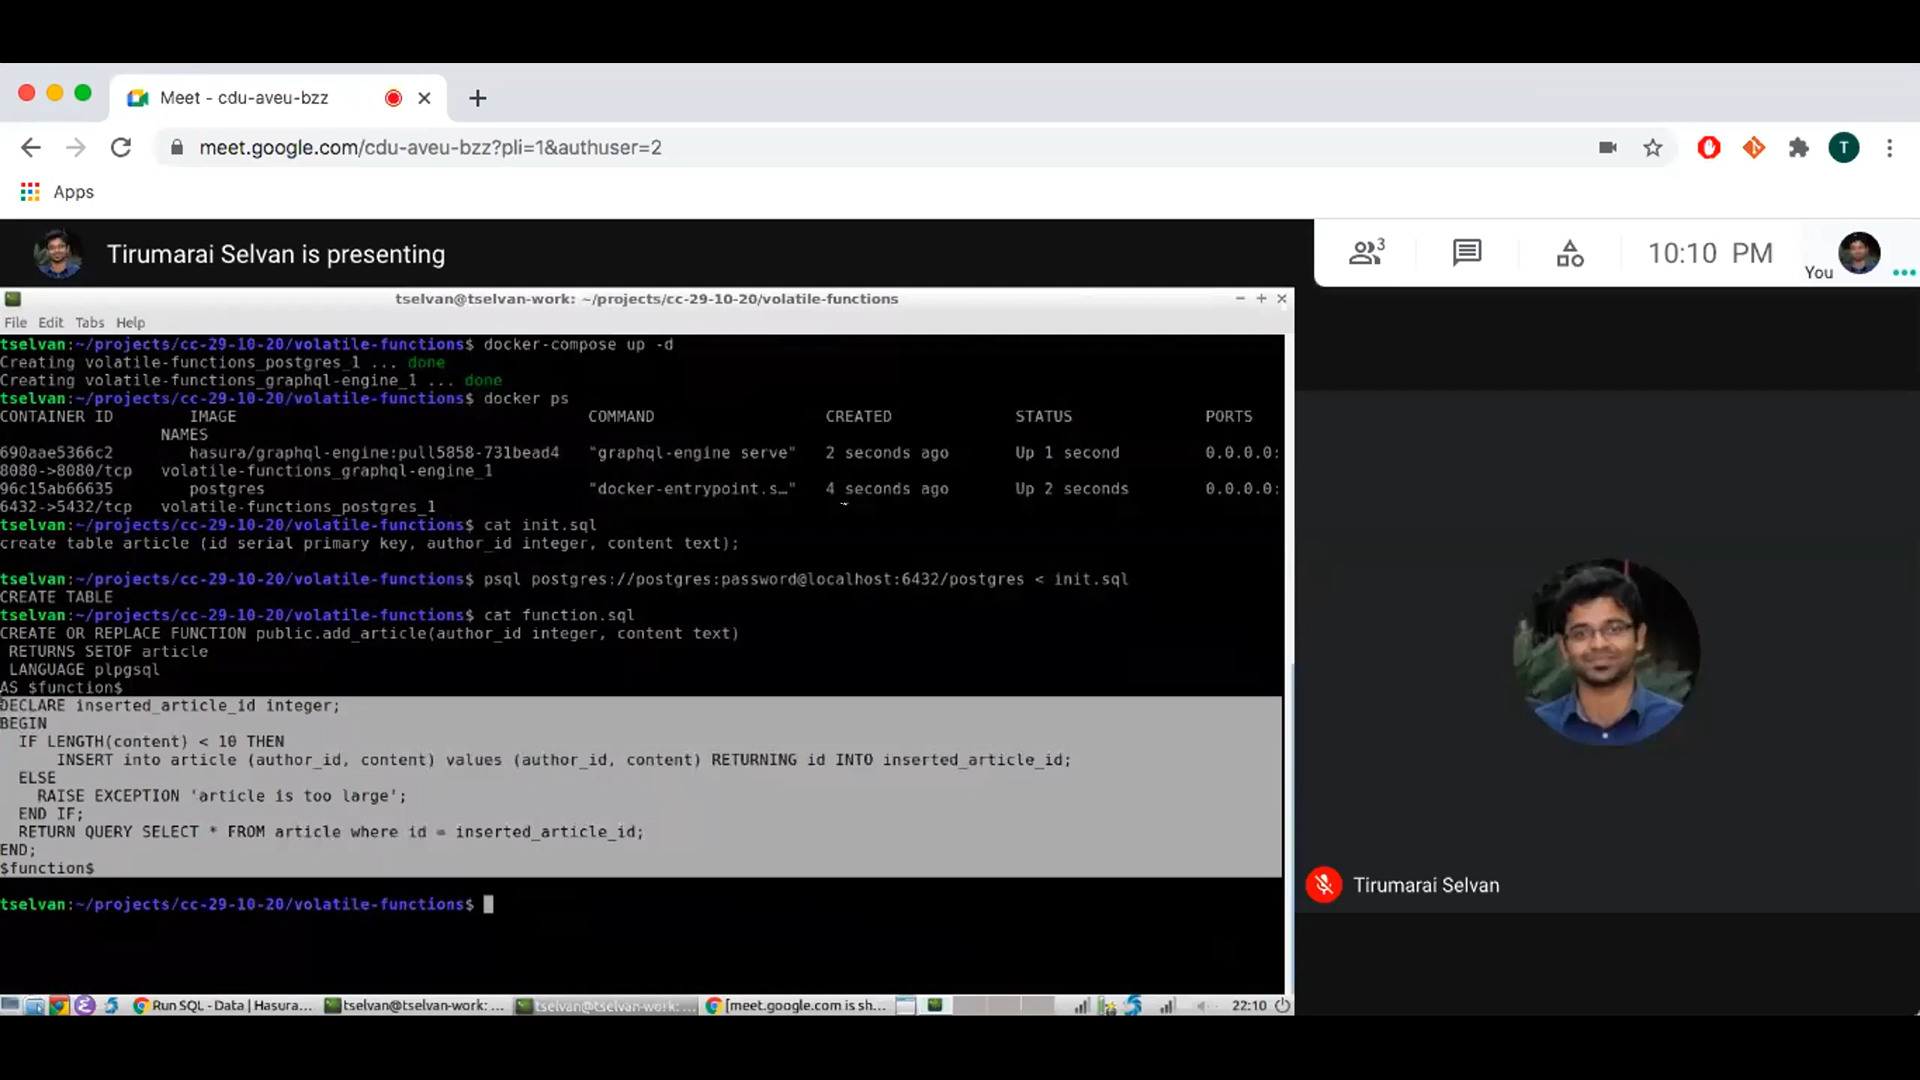 Meet - cdu-aveu-bzz
meet.google.com/cdu-aveu-bzz?pli=1&authuser=2
T
Apps
Tirumarai Selvan is presenting
3
10:10 PM
You
tselvan@tselvan-work: ~/projects/cc-29-10-20/volatile-functions
File Edit Tabs Help
tselvan:~/projects/cc-29-10-20/volatile-functions$ docker-compose up -d
Creating volatile-functions_postgres_1 ... done
Creating volatile-functions_graphql-engine_1 ... done
tselvan:~/projects/cc-29-10-20/volatile-functions$ docker ps
CONTAINER ID IMAGE COMMAND CREATED STATUS PORTS
NAMES
690aae5366c2 hasura/graphql-engine:pull5858-731bead4 "graphql-engine serve" 2 seconds ago Up 1 second 0.0.0.0:
8080->8080/tcp volatile-functions_graphql-engine_1
96c15ab66635 postgres "docker-entrypoint.s…" 4 seconds ago Up 2 seconds 0.0.0.0:
6432->5432/tcp volatile-functions_postgres_1
tselvan:~/projects/cc-29-10-20/volatile-functions$ cat init.sql
create table article (id serial primary key, author_id integer, content text);
tselvan:~/projects/cc-29-10-20/volatile-functions$ psql postgres://postgres:password@localhost:6432/postgres < init.sql
CREATE TABLE
tselvan:~/projects/cc-29-10-20/volatile-functions$ cat function.sql
CREATE OR REPLACE FUNCTION public.add_article(author_id integer, content text)
RETURNS SETOF article
LANGUAGE plpgsql
AS $function$
DECLARE inserted_article_id integer;
BEGIN
IF LENGTH(content) < 10 THEN
INSERT into article (author_id, content) values (author_id, content) RETURNING id INTO inserted_article_id;
ELSE
RAISE EXCEPTION 'article is too large';
END IF;
RETURN QUERY SELECT * FROM article where id = inserted_article_id;
END;
$function$
tselvan:~/projects/cc-29-10-20/volatile-functions$
Tirumarai Selvan
Run SQL - Data | Hasura... tselvan@tselvan-work: ... tselvan@tselvan-work: ... [meet.google.com is sh... 22:10